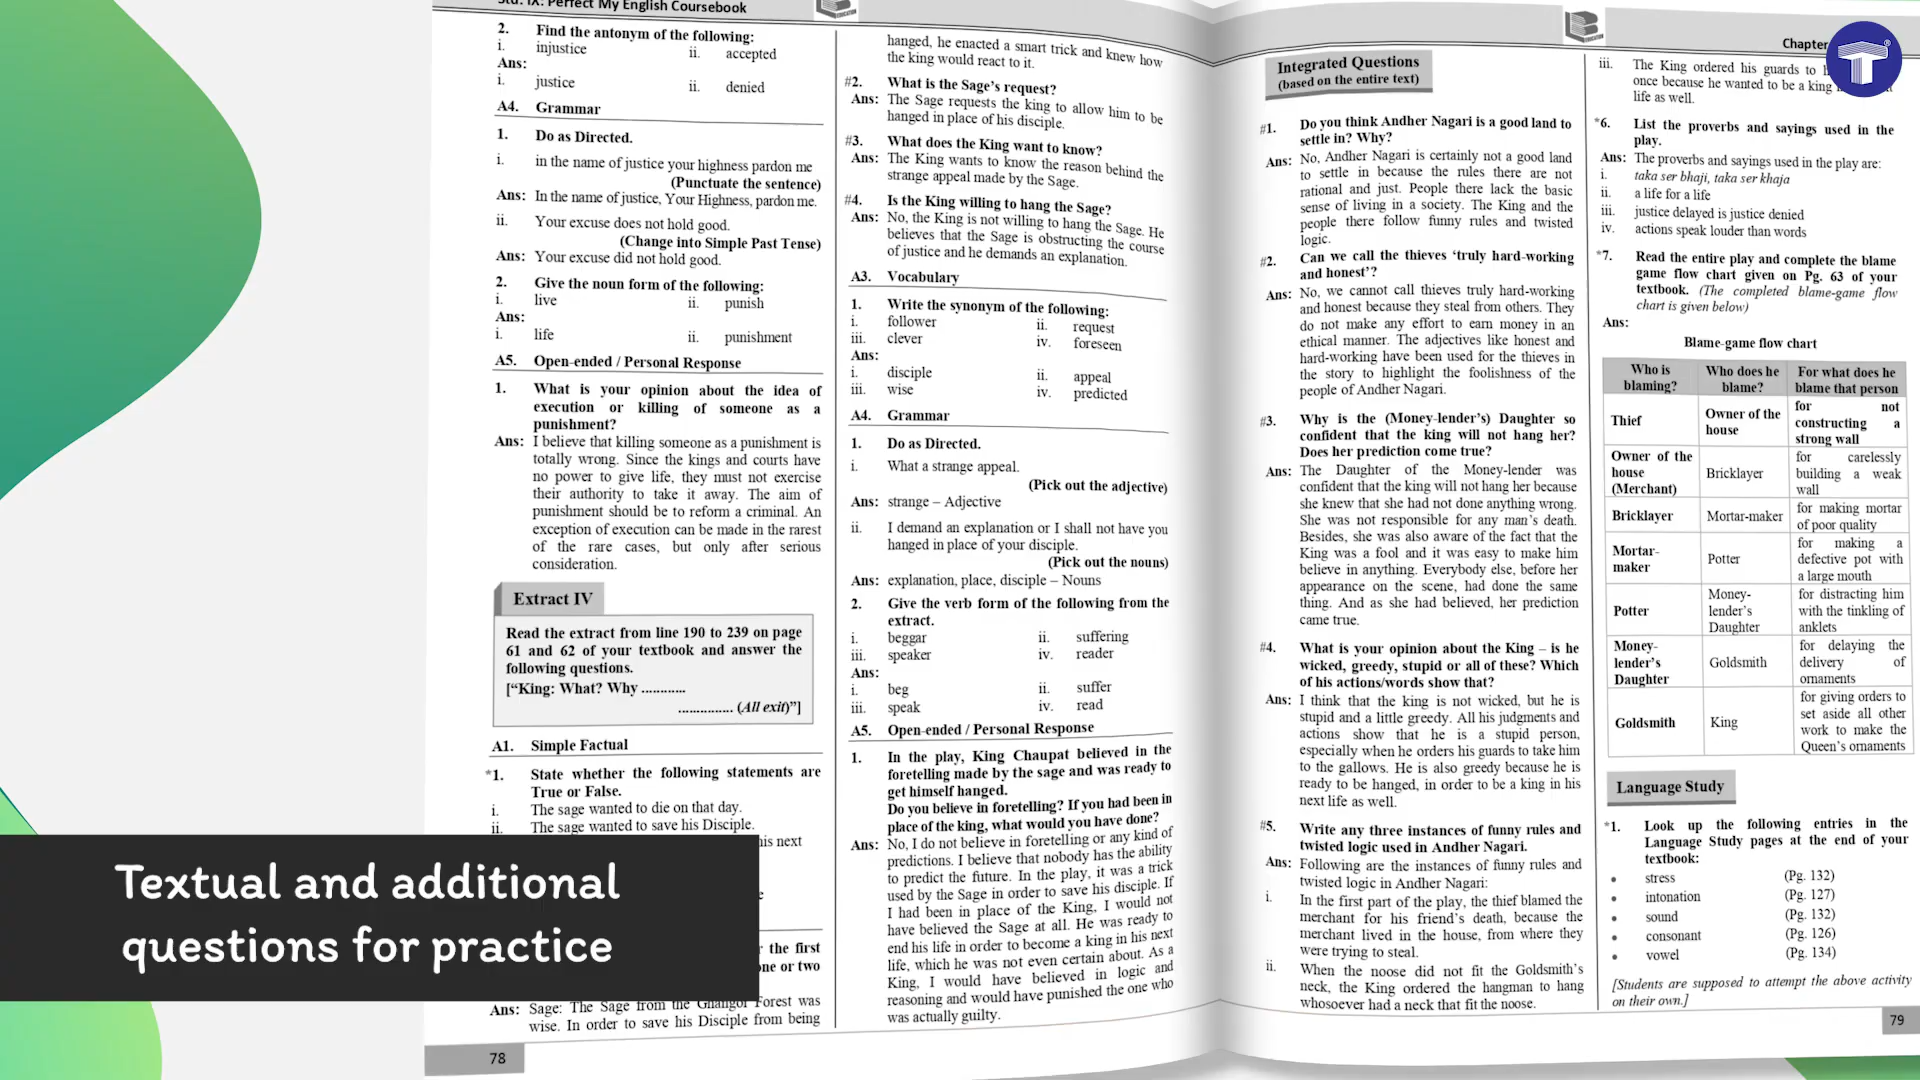 Std. IX: Perfect My English Coursebook
2. Find the antonym of the following:
i. injustice ii. accepted
Ans:
i. justice ii. denied
A4. Grammar
1. Do as Directed.
i. in the name of justice your highness pardon me
(Punctuate the sentence)
Ans: In the name of justice, Your Highness, pardon me.
ii. Your excuse does not hold good.
(Change into Simple Past Tense)
Ans: Your excuse did not hold good.
2. Give the noun form of the following:
i. live ii. punish
Ans:
i. life ii. punishment
A5. Open-ended / Personal Response
1. What is your opinion about the idea of
execution or killing of someone as a
punishment?
Ans: I believe that killing someone as a punishment is
totally wrong. Since the kings and courts have
no power to give life, they must not exercise
their authority to take it away. The aim of
punishment should be to reform a criminal. An
exception of execution can be made in the rarest
of the rare cases, but only after serious
consideration.
Extract IV
Read the extract from line 190 to 239 on page
61 and 62 of your textbook and answer the
following questions.
[“King: What? Why ............
............... (All exit)”]
A1. Simple Factual
*1. State whether the following statements are
True or False.
i. The sage wanted to die on that day.
ii. The sage wanted to save his Disciple.
his next
the first
one or two
Ans: Sage: The Sage from the Ghangor Forest was
wise. In order to save his Disciple from being
78
hanged, he enacted a smart trick and knew how
the king would react to it.
#2. What is the Sage’s request?
Ans: The Sage requests the king to allow him to be
hanged in place of his disciple.
#3. What does the King want to know?
Ans: The King wants to know the reason behind the
strange appeal made by the Sage.
#4. Is the King willing to hang the Sage?
Ans: No, the King is not willing to hang the Sage. He
believes that the Sage is obstructing the course
of justice and he demands an explanation.
A3. Vocabulary
1. Write the synonym of the following:
i. follower ii. request
iii. clever iv. foreseen
Ans:
i. disciple ii. appeal
iii. wise iv. predicted
A4. Grammar
1. Do as Directed.
i. What a strange appeal.
(Pick out the adjective)
Ans: strange – Adjective
ii. I demand an explanation or I shall not have you
hanged in place of your disciple.
(Pick out the nouns)
Ans: explanation, place, disciple – Nouns
2. Give the verb form of the following from the
extract.
i. beggar ii. suffering
iii. speaker iv. reader
Ans:
i. beg ii. suffer
iii. speak iv. read
A5. Open-ended / Personal Response
1. In the play, King Chaupat believed in the
foretelling made by the sage and was ready to
get himself hanged.
Do you believe in foretelling? If you had been in
place of the king, what would you have done?
Ans: No, I do not believe in foretelling or any kind of
predictions. I believe that nobody has the ability
to predict the future. In the play, it was a trick
used by the Sage in order to save his disciple. If
I had been in place of the King, I would not
have believed the Sage at all. He was ready to
end his life in order to become a king in his next
life, which he was not even certain about. As a
King, I would have believed in logic and
reasoning and would have punished the one who
was actually guilty.
Chapter
Integrated Questions
(based on the entire text)
#1. Do you think Andher Nagari is a good land to
settle in? Why?
Ans: No, Andher Nagari is certainly not a good land
to settle in because the rules there are not
rational and just. People there lack the basic
sense of living in a society. The King and the
people there follow funny rules and twisted
logic.
#2. Can we call the thieves ‘truly hard-working
and honest’?
Ans: No, we cannot call thieves truly hard-working
and honest because they steal from others. They
do not make any effort to earn money in an
ethical manner. The adjectives like honest and
hard-working have been used for the thieves in
the story to highlight the foolishness of the
people of Andher Nagari.
#3. Why is the (Money-lender’s) Daughter so
confident that the king will not hang her?
Does her prediction come true?
Ans: The Daughter of the Money-lender was
confident that the king will not hang her because
she knew that she had not done anything wrong.
She was not responsible for any man’s death.
Besides, she was also aware of the fact that the
King was a fool and it was easy to make him
believe in anything. Everybody else, before her
appearance on the scene, had done the same
thing. And as she had believed, her prediction
came true.
#4. What is your opinion about the King – is he
wicked, greedy, stupid or all of these? Which
of his actions/words show that?
Ans: I think that the king is not wicked, but he is
stupid and a little greedy. All his judgments and
actions show that he is a stupid person,
especially when he orders his guards to take him
to the gallows. He is also greedy because he is
ready to be hanged, in order to be a king in his
next life as well.
#5. Write any three instances of funny rules and
twisted logic used in Andher Nagari.
Ans: Following are the instances of funny rules and
twisted logic in Andher Nagari:
i. In the first part of the play, the thief blamed the
merchant for his friend’s death, because the
merchant lived in the house, from where they
were trying to steal.
ii. When the noose did not fit the Goldsmith’s
neck, the King ordered the hangman to hang
whosoever had a neck that fit the noose.
iii. The King ordered his guards to
once because he wanted to be a king
life as well.
*6. List the proverbs and sayings used in the
play.
Ans: The proverbs and sayings used in the play are:
i. taka ser bhaji, taka ser khaja
ii. a life for a life
iii. justice delayed is justice denied
iv. actions speak louder than words
*7. Read the entire play and complete the blame
game flow chart given on Pg. 63 of your
textbook. (The completed blame-game flow
chart is given below)
Ans:
Blame-game flow chart
Who is blaming? Who does he blame? For what does he blame that person
Thief Owner of the house for not constructing a strong wall
Owner of the house (Merchant) Bricklayer for carelessly building a weak wall
Bricklayer Mortar-maker for making mortar of poor quality
Mortar-maker Potter for making a defective pot with a large mouth
Potter Money-lender’s Daughter for distracting him with the tinkling of anklets
Money-lender’s Daughter Goldsmith for delaying the delivery of ornaments
Goldsmith King for giving orders to set aside all other work to make the Queen’s ornaments
Language Study
*1. Look up the following entries in the
Language Study pages at the end of your
textbook:
• stress (Pg. 132)
• intonation (Pg. 127)
• sound (Pg. 132)
• consonant (Pg. 126)
• vowel (Pg. 134)
[Students are supposed to attempt the above activity
on their own.]
79
Textual and additional
questions for practice